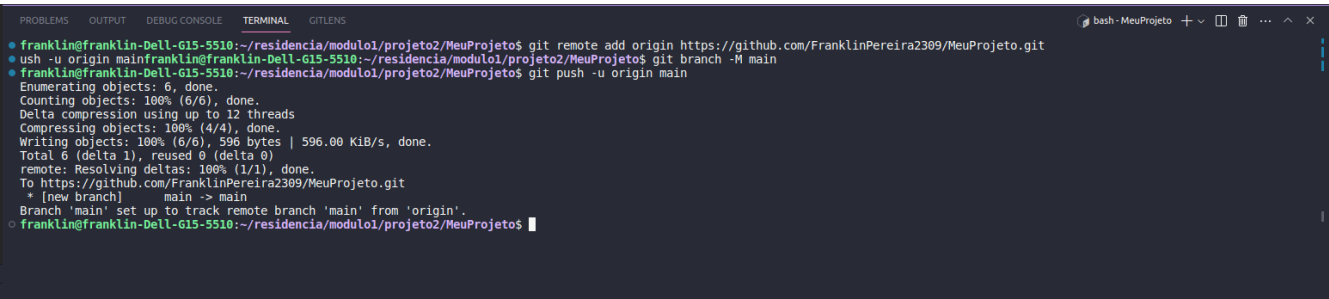 PROBLEMS OUTPUT DEBUG CONSOLE TERMINAL GITLENS bash - MeuProjeto
franklin@franklin-Dell-G15-5510:~/residencia/modulo1/projeto2/MeuProjeto$ git remote add origin https://github.com/FranklinPereira2309/MeuProjeto.git
ush -u origin mainfranklin@franklin-Dell-G15-5510:~/residencia/modulo1/projeto2/MeuProjeto$ git branch -M main
franklin@franklin-Dell-G15-5510:~/residencia/modulo1/projeto2/MeuProjeto$ git push -u origin main
Enumerating objects: 6, done.
Counting objects: 100% (6/6), done.
Delta compression using up to 12 threads
Compressing objects: 100% (4/4), done.
Writing objects: 100% (6/6), 596 bytes | 596.00 KiB/s, done.
Total 6 (delta 1), reused 0 (delta 0)
remote: Resolving deltas: 100% (1/1), done.
To https://github.com/FranklinPereira2309/MeuProjeto.git
 * [new branch]      main -> main
Branch 'main' set up to track remote branch 'main' from 'origin'.
franklin@franklin-Dell-G15-5510:~/residencia/modulo1/projeto2/MeuProjeto$